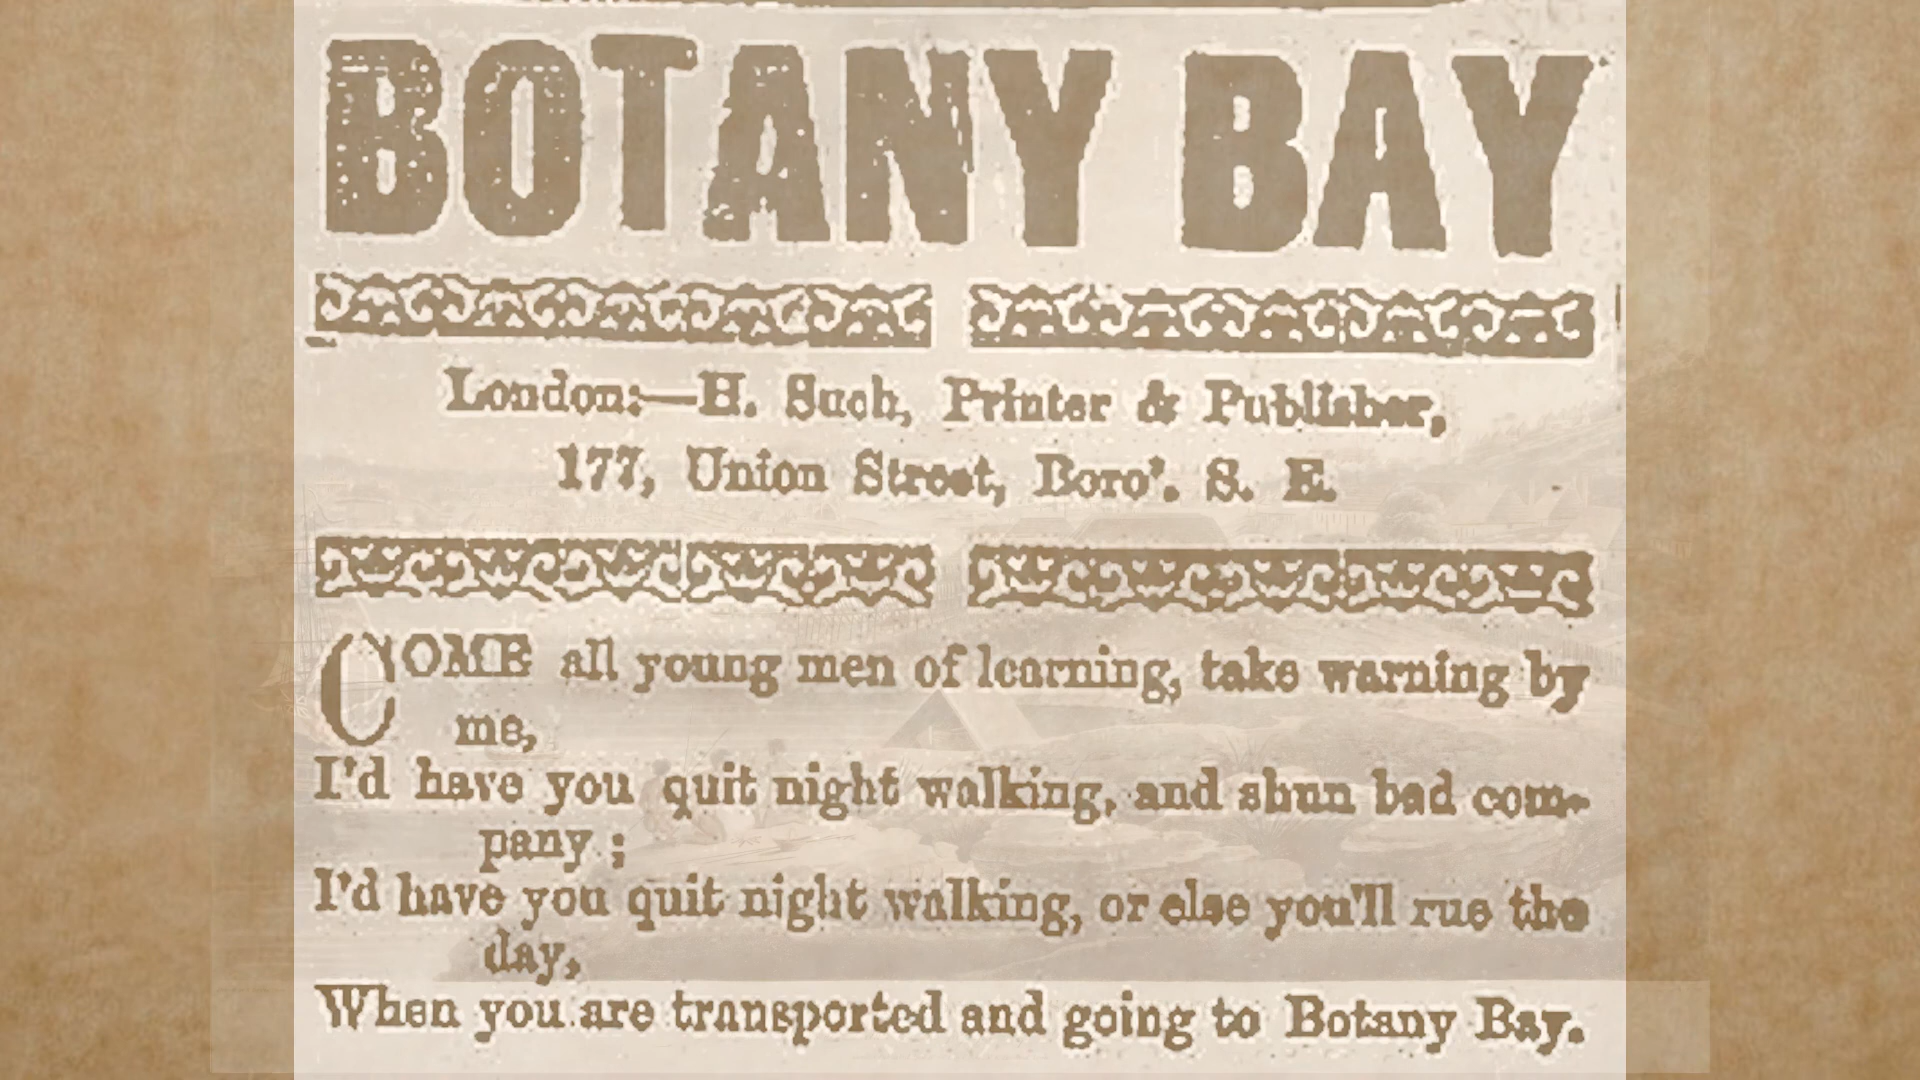 BOTANY BAY
London:—H. Such, Printer & Publisher,
177, Union Street, Boro'. S. E.
COME all young men of learning, take warning by
me,
I'd have you quit night walking, and shun bad com-
pany ;
I'd have you quit night walking, or else you'll rue the
day,
When you are transported and going to Botany Bay.